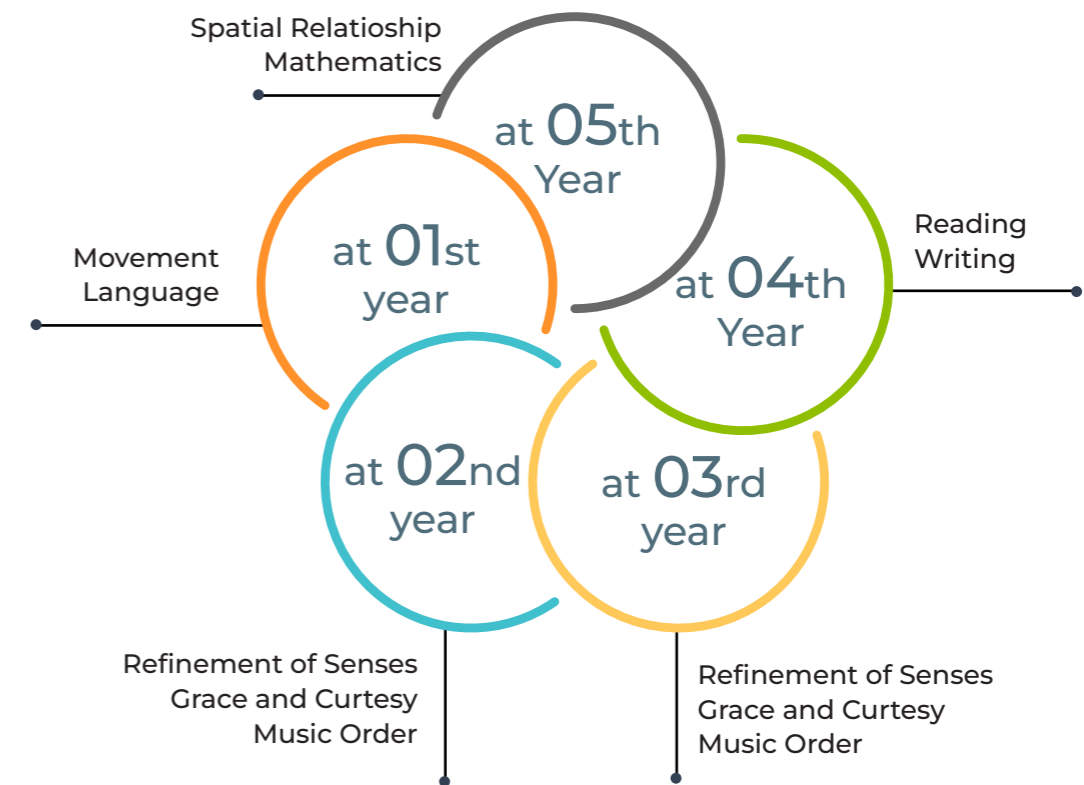 Spatial Relatioship
Mathematics
at 05th
Year
at 01st
year
Movement
Language
at 04th
Year
Reading
Writing
at 02nd
year
at 03rd
year
Refinement of Senses
Grace and Curtesy
Music Order
Refinement of Senses
Grace and Curtesy
Music Order